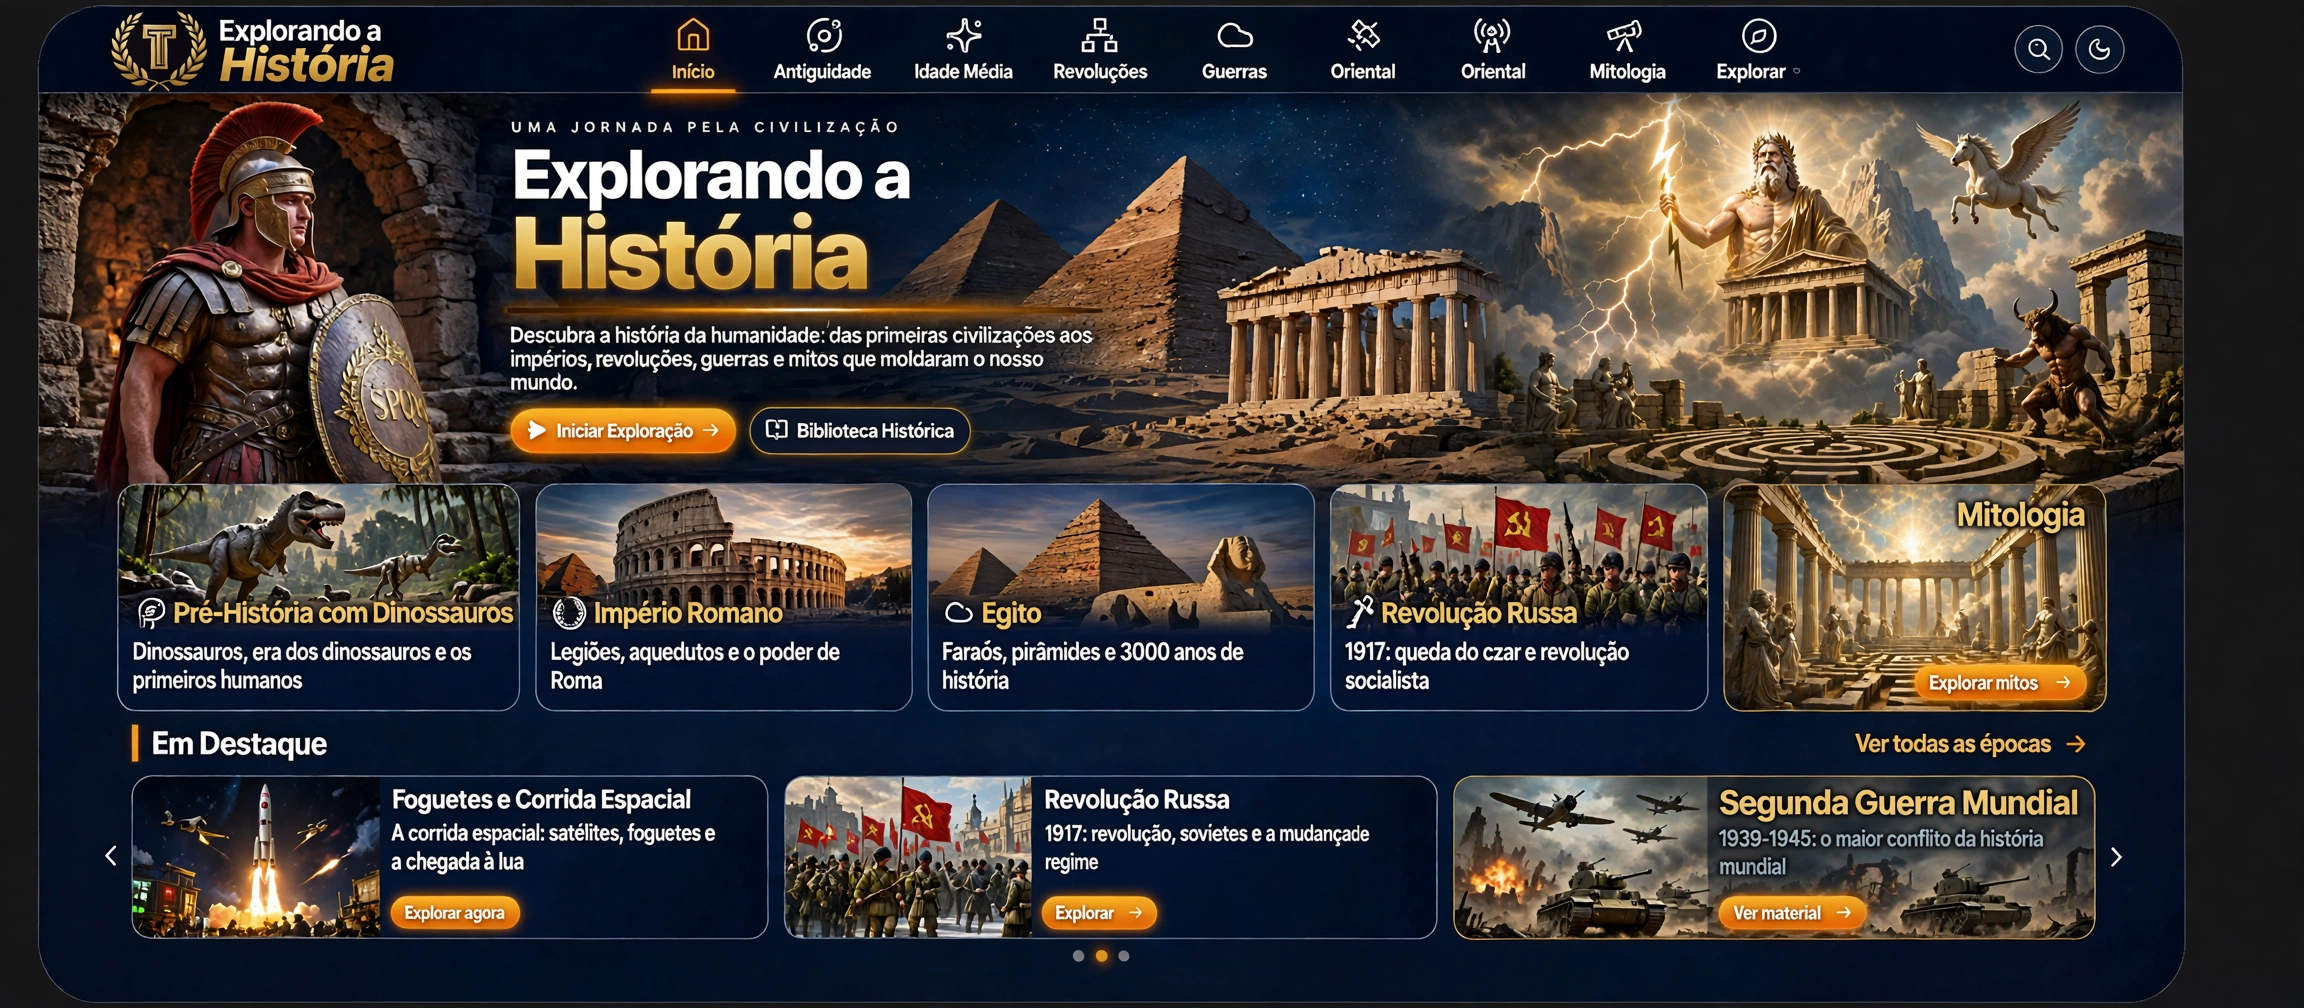 Explorando a
História
Início
Antiguidade
Idade Média
Revoluções
Guerras
Oriental
Oriental
Mitologia
Explorar
UMA JORNADA PELA CIVILIZAÇÃO
Explorando a
História
Descubra a história da humanidade: das primeiras civilizações aos
impérios, revoluções, guerras e mitos que moldaram o nosso
mundo.
Iniciar Exploração →
Biblioteca Histórica
SPQR
Pré-História com Dinossauros
Dinossauros, era dos dinossauros e os
primeiros humanos
Império Romano
Legiões, aquedutos e o poder de
Roma
Egito
Faraós, pirâmides e 3000 anos de
história
Revolução Russa
1917: queda do czar e revolução
socialista
Mitologia
Explorar mitos →
Em Destaque
Ver todas as épocas →
Foguetes e Corrida Espacial
A corrida espacial: satélites, foguetes e
a chegada à lua
Explorar agora
Revolução Russa
1917: revolução, sovietes e a mudançade
regime
Explorar →
Segunda Guerra Mundial
1939-1945: o maior conflito da história
mundial
Ver material →